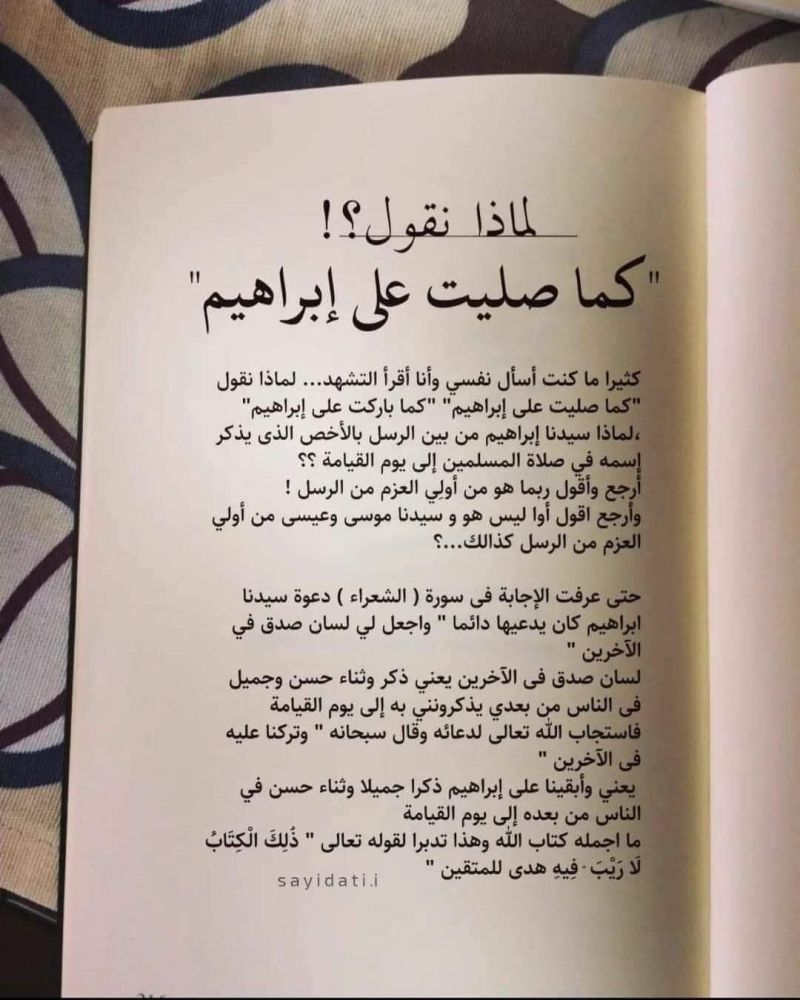 لماذا نقول؟!
"كما صليت على إبراهيم"
كثيرا ما كنت أسأل نفسي وأنا أقرأ التشهد... لماذا نقول
"كما صليت على إبراهيم" "كما باركت على إبراهيم"
،لماذا سيدنا إبراهيم من بين الرسل بالأخص الذى يذكر
إسمه في صلاة المسلمين إلى يوم القيامة ؟؟
أرجع وأقول ربما هو من أولِي العزم من الرسل !
وأرجع اقول أوا ليس هو و سيدنا موسى وعيسى من أولي
العزم من الرسل كذالك...؟
حتى عرفت الإجابة فى سورة ( الشعراء ) دعوة سيدنا
ابراهيم كان يدعيها دائما " واجعل لي لسان صدق في
الآخرين "
لسان صدق فى الآخرين يعني ذكر وثناء حسن وجميل
فى الناس من بعدي يذكرونني به إلى يوم القيامة
فاستجاب الله تعالى لدعائه وقال سبحانه " وتركنا عليه
فى الآخرين "
يعني وأبقينا على إبراهيم ذكرا جميلا وثناء حسن في
الناس من بعده إلى يوم القيامة
ما اجمله كتاب الله وهذا تدبرا لقوله تعالى " ذَٰلِكَ الْكِتَابُ
لَا رَيْبَ ۛ فِيهِ هدى للمتقين "
sayidati.i